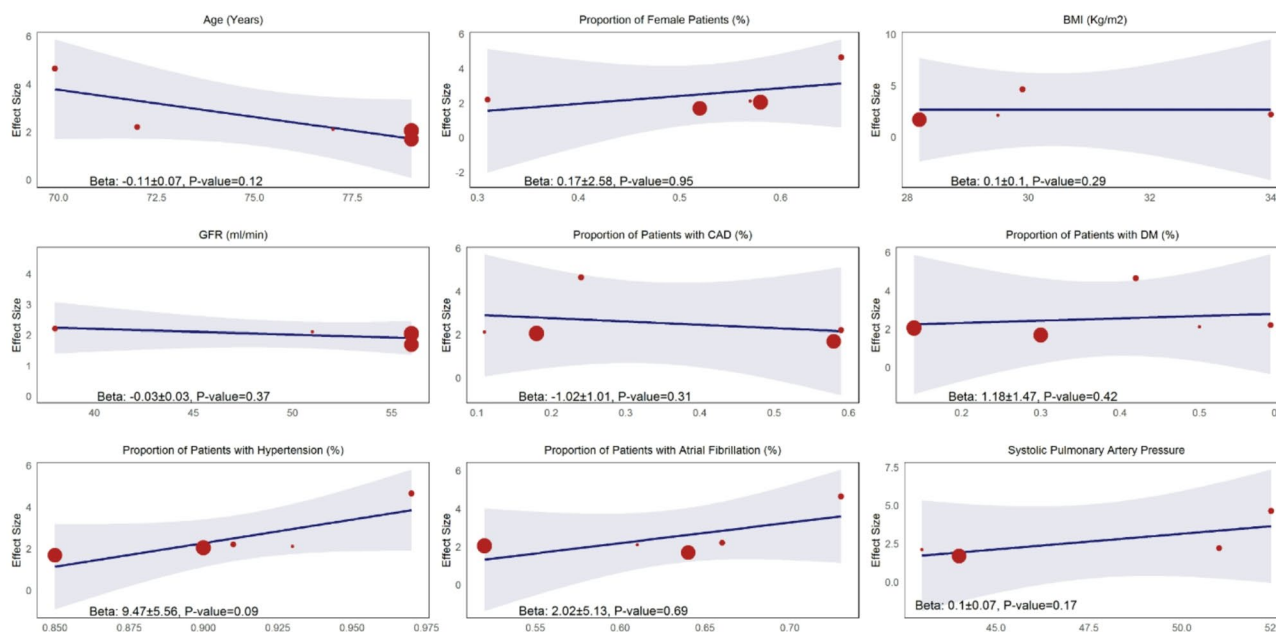 Age (Years)
6
4
2
0
Effect Size
Beta: -0.11±0.07, P-value=0.12
70.0 72.5 75.0 77.5
Proportion of Female Patients (%)
6
4
2
0
-2
Effect Size
Beta: 0.17±2.58, P-value=0.95
0.3 0.4 0.5 0.6
BMI (Kg/m2)
10
5
0
Effect Size
Beta: 0.1±0.1, P-value=0.29
28 30 32 34
GFR (ml/min)
4
3
2
1
0
Effect Size
Beta: -0.03±0.03, P-value=0.37
40 45 50 55
Proportion of Patients with CAD (%)
6
4
2
0
Effect Size
Beta: -1.02±1.01, P-value=0.31
0.1 0.2 0.3 0.4 0.5 0.6
Proportion of Patients with DM (%)
6
4
2
0
Effect Size
Beta: 1.18±1.47, P-value=0.42
0.2 0.3 0.4 0.5
Proportion of Patients with Hypertension (%)
6
4
2
0
Effect Size
Beta: 9.47±5.56, P-value=0.09
0.850 0.875 0.900 0.925 0.950 0.975
Proportion of Patients with Atrial Fibrillation (%)
6
4
2
0
Effect Size
Beta: 2.02±5.13, P-value=0.69
0.55 0.60 0.65 0.70
Systolic Pulmonary Artery Pressure
7.5
5.0
2.5
0.0
Effect Size
Beta: 0.1±0.07, P-value=0.17
45.0 47.5 50.0